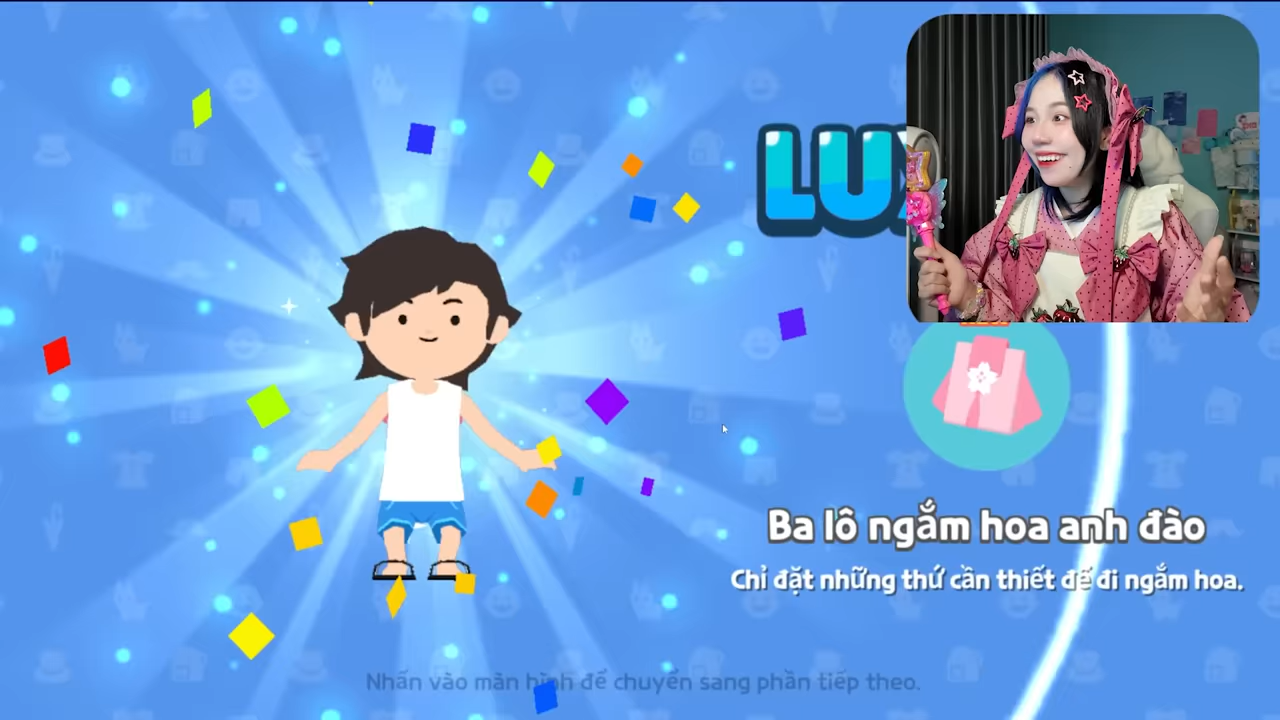 LU
Ba lô ngắm hoa anh đào
Chỉ đặt những thứ cần thiết để đi ngắm hoa.
Nhấn vào màn hình để chuyển sang phần tiếp theo.